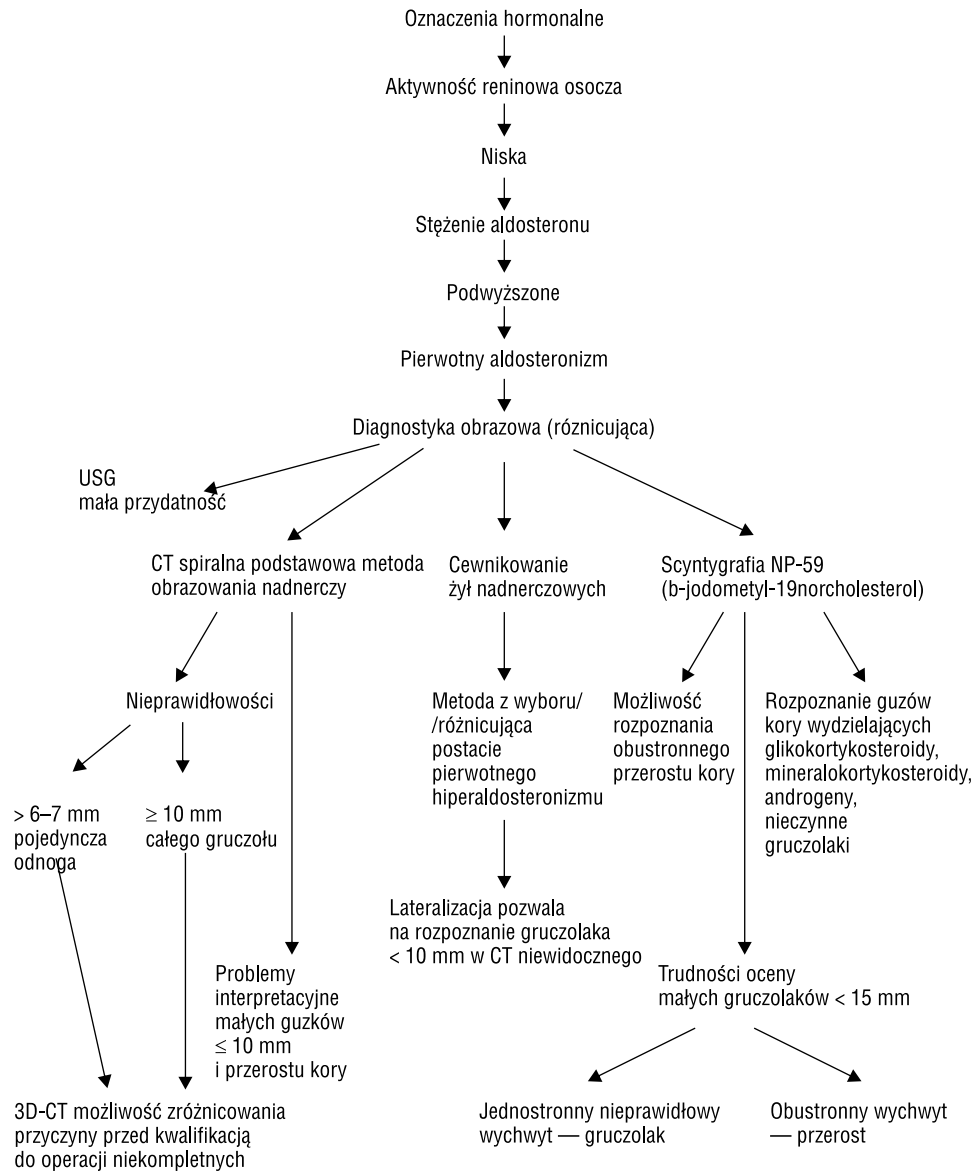 Oznaczenia hormonalne
Aktywność reninowa osocza
Niska
Stężenie aldosteronu
Podwyższone
Pierwotny aldosteronizm
Diagnostyka obrazowa (róznicująca)
USG
mała przydatność
CT spiralna podstawowa metoda
obrazowania nadnerczy
Cewnikowanie
żył nadnerczowych
Scyntygrafia NP-59
(b-jodometyl-19norcholesterol)
Nieprawidłowości
Metoda z wyboru/
/różnicująca
postacie
pierwotnego
hiperaldosteronizmu
Możliwość
rozpoznania
obustronnego
przerostu kory
Rozpoznanie guzów
kory wydzielających
glikokortykosteroidy,
mineralokortykosteroidy,
androgeny,
nieczynne
gruczolaki
> 6–7 mm
pojedyncza
odnoga
≥ 10 mm
całego gruczołu
Lateralizacja pozwala
na rozpoznanie gruczolaka
< 10 mm w CT niewidocznego
Problemy
interpretacyjne
małych guzków
≤ 10 mm
i przerostu kory
Trudności oceny
małych gruczolaków < 15 mm
3D-CT możliwość zróżnicowania
przyczyny przed kwalifikacją
do operacji niekompletnych
Jednostronny nieprawidłowy
wychwyt — gruczolak
Obustronny wychwyt
— przerost